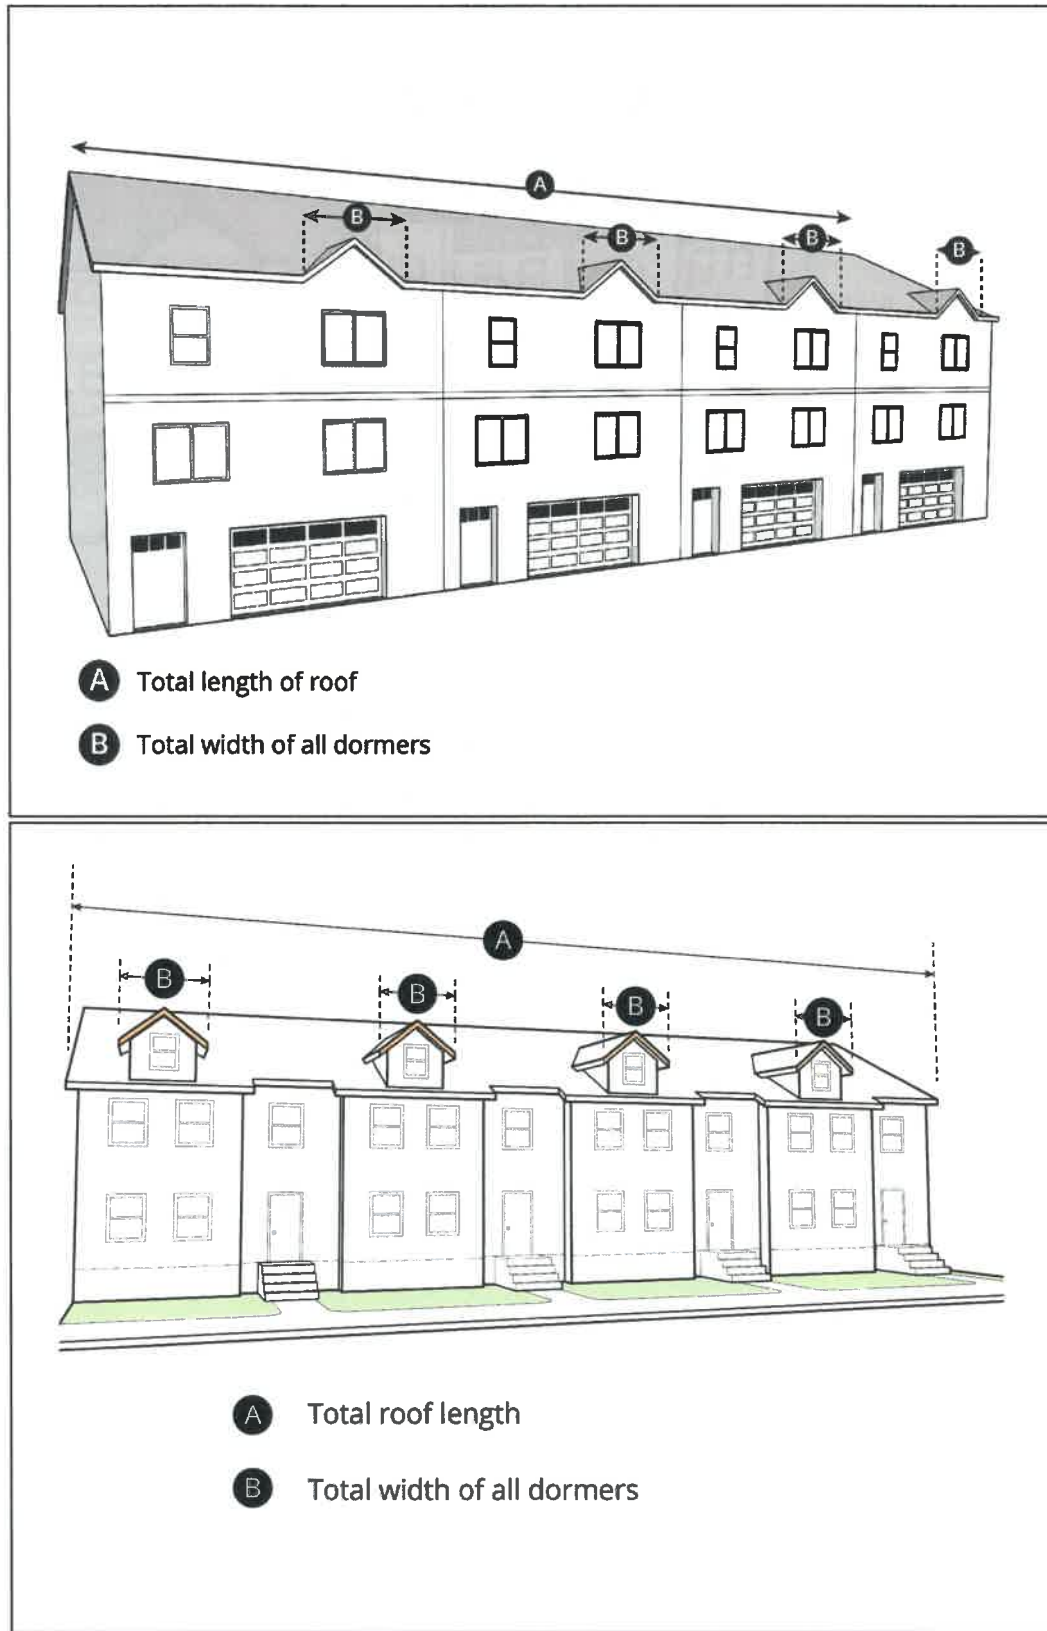 A
B
B
B
B
A Total length of roof
B Total width of all dormers
A
B
B
B
B
A Total roof length
B Total width of all dormers